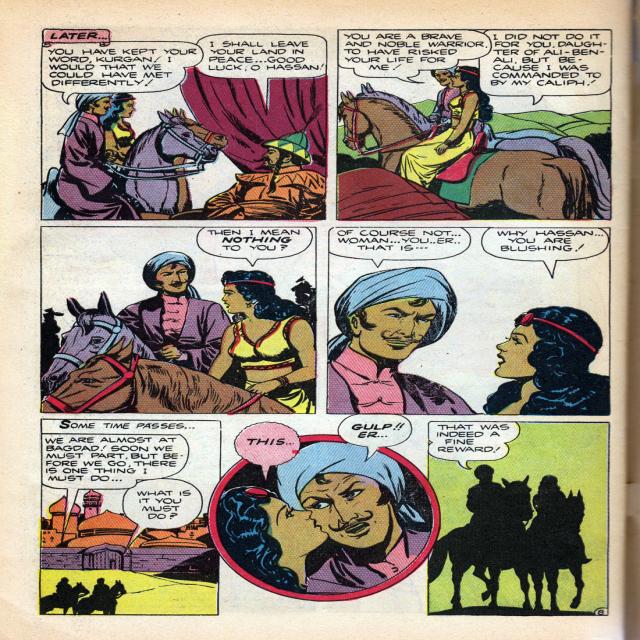 LATER...
YOU HAVE KEPT YOUR
WORD, KURGAN! I
WOULD THAT WE
COULD HAVE MET
DIFFERENTLY!
I SHALL LEAVE
YOUR LAND IN
PEACE...GOOD
LUCK, O HASSAN!
YOU ARE A BRAVE
AND NOBLE WARRIOR,
TO HAVE RISKED
YOUR LIFE FOR
ME!
I DID NOT DO IT
FOR YOU, DAUGH-
TER OF ALI-BEN-
ALI, BUT BE-
CAUSE I WAS
COMMANDED TO
BY MY CALIPH!
THEN I MEAN
NOTHING
TO YOU?
OF COURSE NOT...
WOMAN...YOU..ER..
THAT IS---
WHY HASSAN...
YOU ARE
BLUSHING!
SOME TIME PASSES...
WE ARE ALMOST AT
BAGDAD! SOON WE
MUST PART, BUT BE-
FORE WE GO, THERE
IS ONE THING I
MUST DO...
WHAT IS
IT YOU
MUST
DO?
THIS...
GULP!!
ER...
THAT WAS
INDEED A
FINE
REWARD!